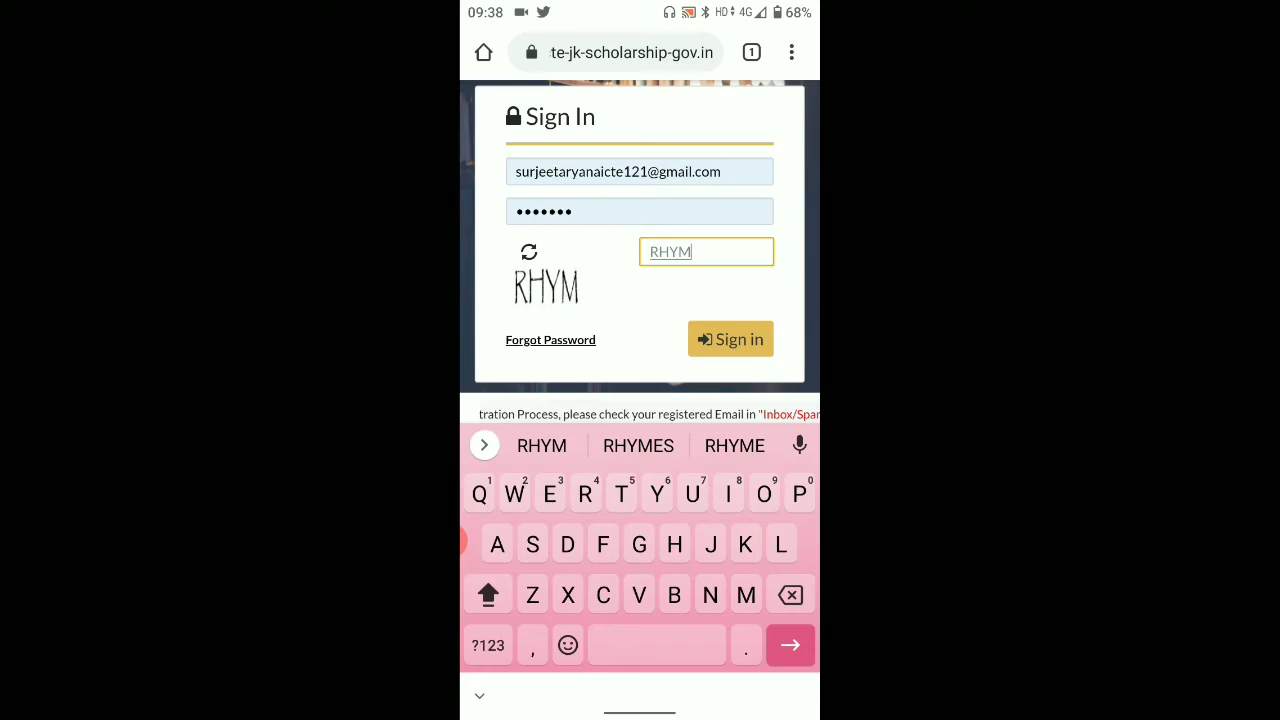 09:38 HD 4G 68%
te-jk-scholarship-gov.in 1
Sign In
surjeetaryanaicte121@gmail.com
•••••••
RHYM
RHYM
Forgot Password Sign in
tration Process, please check your registered Email in "Inbox/Spar
RHYM RHYMES RHYME
1 2 3 4 5 6 7 8 9 0
Q W E R T Y U I O P
A S D F G H J K L
Z X C V B N M
?123 , .